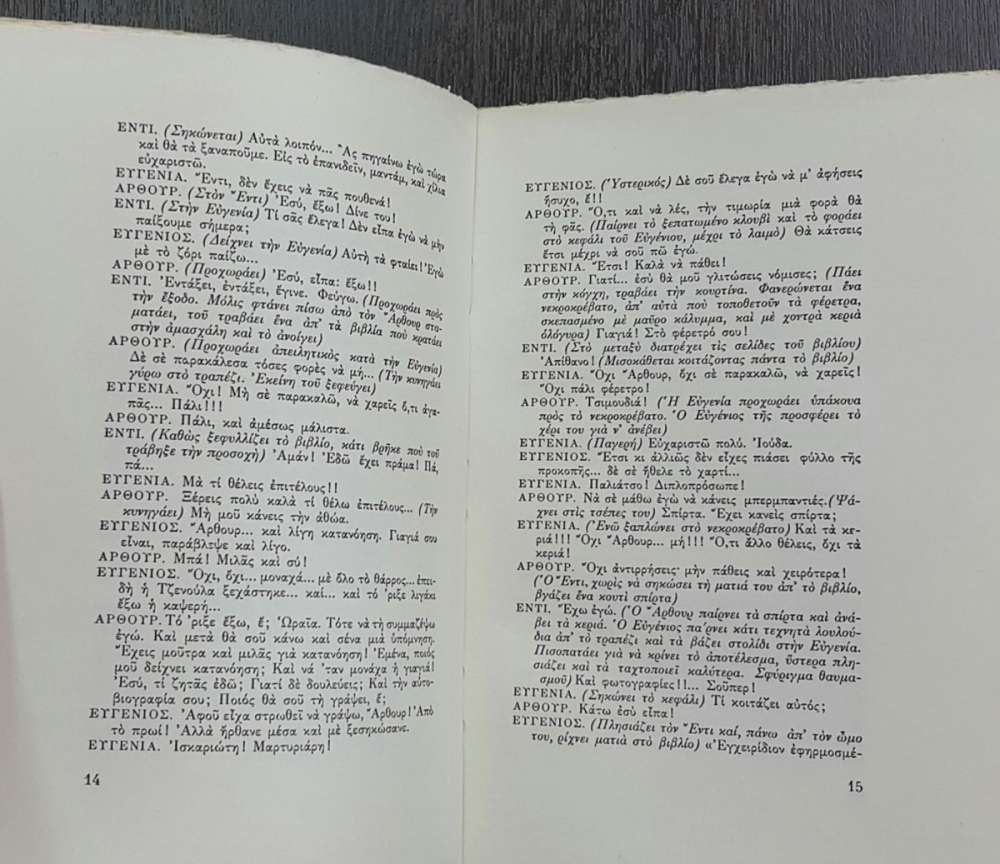 ΕΝΤΙ. (Σηκώνεται) Αὐτὰ λοιπόν... Ἂς πηγαίνω ἐγὼ τώρα
καὶ θὰ τὰ ξαναποῦμε. Εἰς τὸ ἐπανιδεῖν, μαντάμ, καὶ χίλια
εὐχαριστῶ.
ΕΥΓΕΝΙΑ. Ἔντι, δὲν ἔχεις νὰ πᾶς πουθενά!
ΑΡΘΟΥΡ. (Στὸν Ἔντι) Ἐσύ, ἔξω! Δίνε του!
ΕΝΤΙ. (Στὴν Εὐγενία) Τί σᾶς ἔλεγα! Δὲν εἶπα ἐγὼ νὰ μὴν
παίξουμε σήμερα;
ΕΥΓΕΝΙΟΣ. (Δείχνει τὴν Εὐγενία) Αὐτὴ τὰ φταίει! Ἐγὼ
μὲ τὸ ζόρι παίζω...
ΑΡΘΟΥΡ. (Προχωράει) Ἐσύ, εἶπα: ἔξω!!
ΕΝΤΙ. Ἐντάξει, ἐντάξει, ἔγινε. Φεύγω. (Προχωράει πρὸς
τὴν ἔξοδο. Μόλις φτάνει πίσω ἀπὸ τὸν Ἄρθουρ στα-
ματάει, τοῦ τραβάει ἕνα ἀπ' τὰ βιβλία ποὺ κρατάει
στὴν ἀμασχάλη καὶ τὸ ἀνοίγει)
ΑΡΘΟΥΡ. (Προχωράει ἀπειλητικὸς κατὰ τὴν Εὐγενία)
Δὲ σὲ παρακάλεσα τόσες φορὲς νὰ μή... (Τὴν κυνηγάει
γύρω στὸ τραπέζι. Ἐκείνη τοῦ ξεφεύγει)
ΕΥΓΕΝΙΑ. Ὄχι! Μὴ σὲ παρακαλῶ, νὰ χαρεῖς ὅ,τι ἀγα-
πᾶς... Πάλι!!!
ΑΡΘΟΥΡ. Πάλι, καὶ ἀμέσως μάλιστα.
ΕΝΤΙ. (Καθὼς ξεφυλλίζει τὸ βιβλίο, κάτι βρῆκε ποὺ τοῦ
τράβηξε τὴν προσοχὴ) Ἀμάν! Ἐδῶ ἔχει πράμα! Πά,
πά...
ΕΥΓΕΝΙΑ. Μὰ τί θέλεις ἐπιτέλους!!
ΑΡΘΟΥΡ. Ξέρεις πολὺ καλὰ τί θέλω ἐπιτέλους... (Τὴν
κυνηγάει) Μὴ μοῦ κάνεις τὴν ἀθώα.
ΕΥΓΕΝΙΟΣ. Ἄρθουρ... καὶ λίγη κατανόηση. Γιαγιά σου
εἶναι, παράβλεψε καὶ λίγο.
ΑΡΘΟΥΡ. Μπά! Μιλᾶς καὶ σύ!
ΕΥΓΕΝΙΟΣ. Ὄχι, ὄχι... μοναχά... μὲ ὅλο τὸ θάρρος... ἐπει-
δὴ ἡ Τζενούλα ξεχάστηκε... καί... καὶ τό 'ριξε λιγάκι
ἔξω ἡ καψερή...
ΑΡΘΟΥΡ. Τό 'ριξε ἔξω, ἔ; Ὡραῖα. Τότε νὰ τὴ συμμαζέψω
ἐγώ. Καὶ μετὰ θὰ σοῦ κάνω καὶ σένα μιὰ ὑπόμνηση.
Ἔχεις μοῦτρα καὶ μιλᾶς γιὰ κατανόηση! Ἐμένα, ποιὸς
μοῦ δείχνει κατανόηση; Καὶ νά 'ταν μονάχα ἡ γιαγιά!
Ἐσύ, τί ζητᾶς ἐδῶ; Γιατί δὲ δουλεύεις; Καὶ τὴν αὐτο-
βιογραφία σου; Ποιὸς θὰ σοῦ τὴ γράψει, ἔ;
ΕΥΓΕΝΙΟΣ. Ἀφοῦ εἶχα στρωθεῖ νὰ γράψω, Ἄρθουρ! Ἀπὸ
τὸ πρωί! Ἀλλὰ ἤρθανε μέσα καὶ μὲ ξεσηκώσανε.
ΕΥΓΕΝΙΑ. Ἰσκαριώτη! Μαρτυριάρη!
14
ΕΥΓΕΝΙΟΣ. (Ὑστερικός) Δὲ σοῦ ἔλεγα ἐγὼ νὰ μ' ἀφήσεις
ἥσυχο, ἔ!!
ΑΡΘΟΥΡ. Ὅ,τι καὶ νὰ λές, τὴν τιμωρία μιὰ φορὰ θὰ
τὴ φᾶς. (Παίρνει τὸ ξεπατωμένο κλουβὶ καὶ τὸ φοράει
στὸ κεφάλι τοῦ Εὐγένιου, μέχρι τὸ λαιμὸ) Θὰ κάτσεις
ἔτσι μέχρι νὰ σοῦ πῶ ἐγώ.
ΕΥΓΕΝΙΑ. Ἔτσι! Καλὰ νὰ πάθει!
ΑΡΘΟΥΡ. Γιατί... ἐσὺ θὰ μοῦ γλιτώσεις νόμισες; (Πάει
στὴν κόγχη, τραβάει τὴν κουρτίνα. Φανερώνεται ἕνα
νεκροκρέβατο, ἀπ' αὐτὰ ποὺ τοποθετοῦν τὰ φέρετρα,
σκεπασμένο μὲ μαῦρο κάλυμμα, καὶ μὲ χοντρὰ κεριὰ
ὁλόγυρα) Γιαγιά! Στὸ φέρετρό σου!
ΕΝΤΙ. (Στὸ μεταξὺ διατρέχει τὶς σελίδες τοῦ βιβλίου)
Ἀπίθανο! (Μισοκάθεται κοιτάζοντας πάντα τὸ βιβλίο)
ΕΥΓΕΝΙΑ. Ὄχι Ἄρθουρ, ὄχι σὲ παρακαλῶ, νὰ χαρεῖς!
Ὄχι πάλι φέρετρο!
ΑΡΘΟΥΡ. Τσιμουδιά! (Ἡ Εὐγενία προχωράει ὑπάκουα
πρὸς τὸ νεκροκρέβατο. Ὁ Εὐγένιος τῆς προσφέρει τὸ
χέρι του γιὰ ν' ἀνέβει)
ΕΥΓΕΝΙΑ. (Παγερή) Εὐχαριστῶ πολύ. Ἰούδα.
ΕΥΓΕΝΙΟΣ. Ἔτσι κι ἀλλιῶς δὲν εἶχες πιάσει φύλλο τῆς
προκοπῆς... δὲ σὲ ἤθελε τὸ χαρτί...
ΕΥΓΕΝΙΑ. Παλιάτσο! Διπλοπρόσωπε!
ΑΡΘΟΥΡ. Νὰ σὲ μάθω ἐγὼ νὰ κάνεις μπερμπαντιές.(Ψά-
χνει στὶς τσέπες του) Σπίρτα. Ἔχει κανεὶς σπίρτα;
ΕΥΓΕΝΙΑ. (Ἐνῶ ξαπλώνει στὸ νεκροκρέβατο) Καὶ τὰ κε-
ριά!!! Ὄχι Ἄρθουρ... μή!!! Ὅ,τι ἄλλο θέλεις, ὄχι τὰ
κεριά!
ΑΡΘΟΥΡ. Ὄχι ἀντιρρήσεις· μὴν πάθεις καὶ χειρότερα!
(Ὁ Ἔντι, χωρὶς νὰ σηκώσει τὴ ματιά του ἀπ' τὸ βιβλίο,
βγάζει ἕνα κουτὶ σπίρτα)
ΕΝΤΙ. Ἔχω ἐγώ. (Ὁ Ἄρθουρ παίρνει τὰ σπίρτα καὶ ἀνά-
βει τὰ κεριά. Ὁ Εὐγένιος πα'ρνει κάτι τεχνητὰ λουλού-
δια ἀπ' τὸ τραπέζι καὶ τὰ βάζει στολίδι στὴν Εὐγενία.
Πισοπατάει γιὰ νὰ κρίνει τὸ ἀποτέλεσμα, ὕστερα πλη-
σιάζει καὶ τὰ ταχτοποιεῖ καλύτερα. Σφύριγμα θαυμα-
σμοῦ) Καὶ φωτογραφίες!!... Σοῦπερ!
ΕΥΓΕΝΙΑ. (Σηκώνει τὸ κεφάλι) Τί κοιτάζει αὐτός;
ΑΡΘΟΥΡ. Κάτω ἐσὺ εἶπα!
ΕΥΓΕΝΙΟΣ. (Πλησιάζει τὸν Ἔντι καί, πάνω ἀπ' τὸν ὦμο
του, ρίχνει ματιὰ στὸ βιβλίο) «Ἐγχειρίδιον ἐφηρμοσμέ-
15